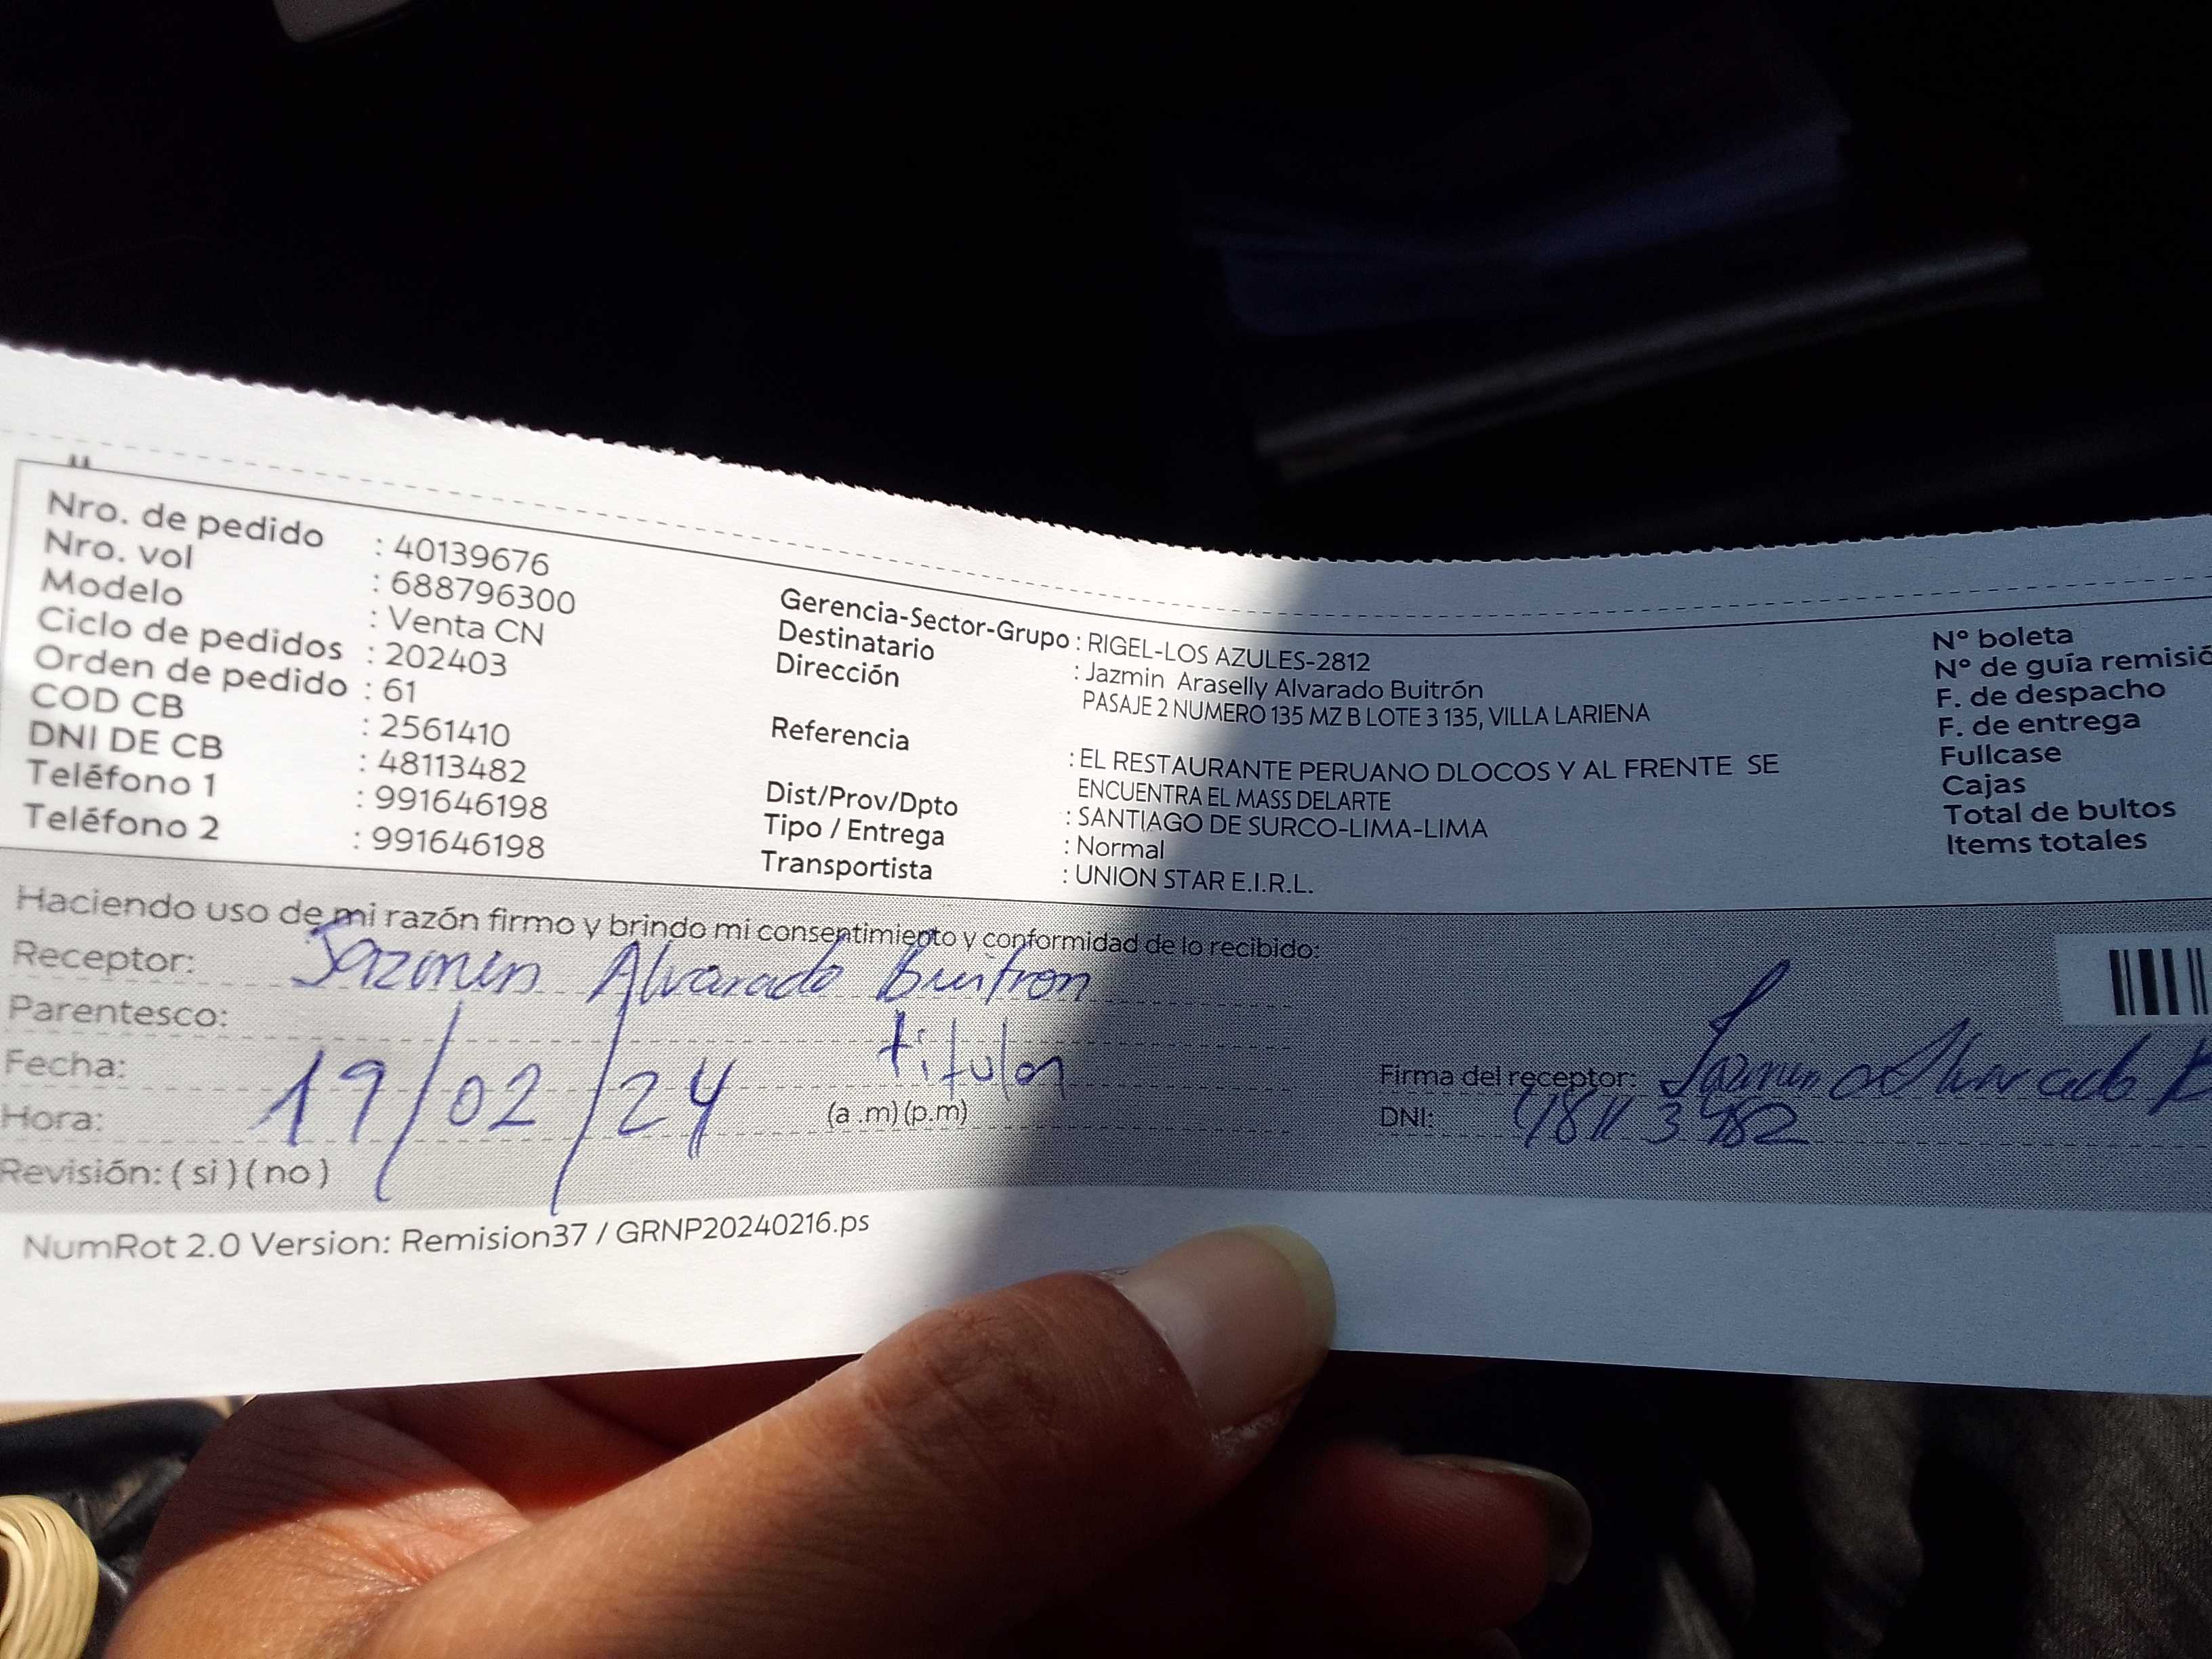 Nro. de pedido : 40139676
Nro. vol : 688796300
Modelo : Venta CN
Ciclo de pedidos : 202403
Orden de pedido : 61
COD CB : 2561410
DNI DE CB : 48113482
Teléfono 1 : 991646198
Teléfono 2 : 991646198
Gerencia-Sector-Grupo : RIGEL-LOS AZULES-2812
Destinatario : Jazmin Araselly Alvarado Buitrón
Dirección PASAJE 2 NUMERO 135 MZ B LOTE 3 135, VILLA LARIENA
Referencia : EL RESTAURANTE PERUANO DLOCOS Y AL FRENTE SE
ENCUENTRA EL MASS DELARTE
Dist/Prov/Dpto : SANTIAGO DE SURCO-LIMA-LIMA
Tipo / Entrega : Normal
Transportista : UNION STAR E.I.R.L.
N° boleta
N° de guía remisió
F. de despacho
F. de entrega
Fullcase
Cajas
Total de bultos
Items totales
Haciendo uso de mi razón firmo y brindo mi consentimiento y conformidad de lo recibido:
Receptor: Jazmin Alvarado Buitron
Parentesco: titular
Fecha: 19/02/24
Hora: (a .m) (p.m)
Revisión: ( si ) ( no )
Firma del receptor: Jazmin Alvarado B
DNI: 48113482
NumRot 2.0 Version: Remision37 / GRNP20240216.ps